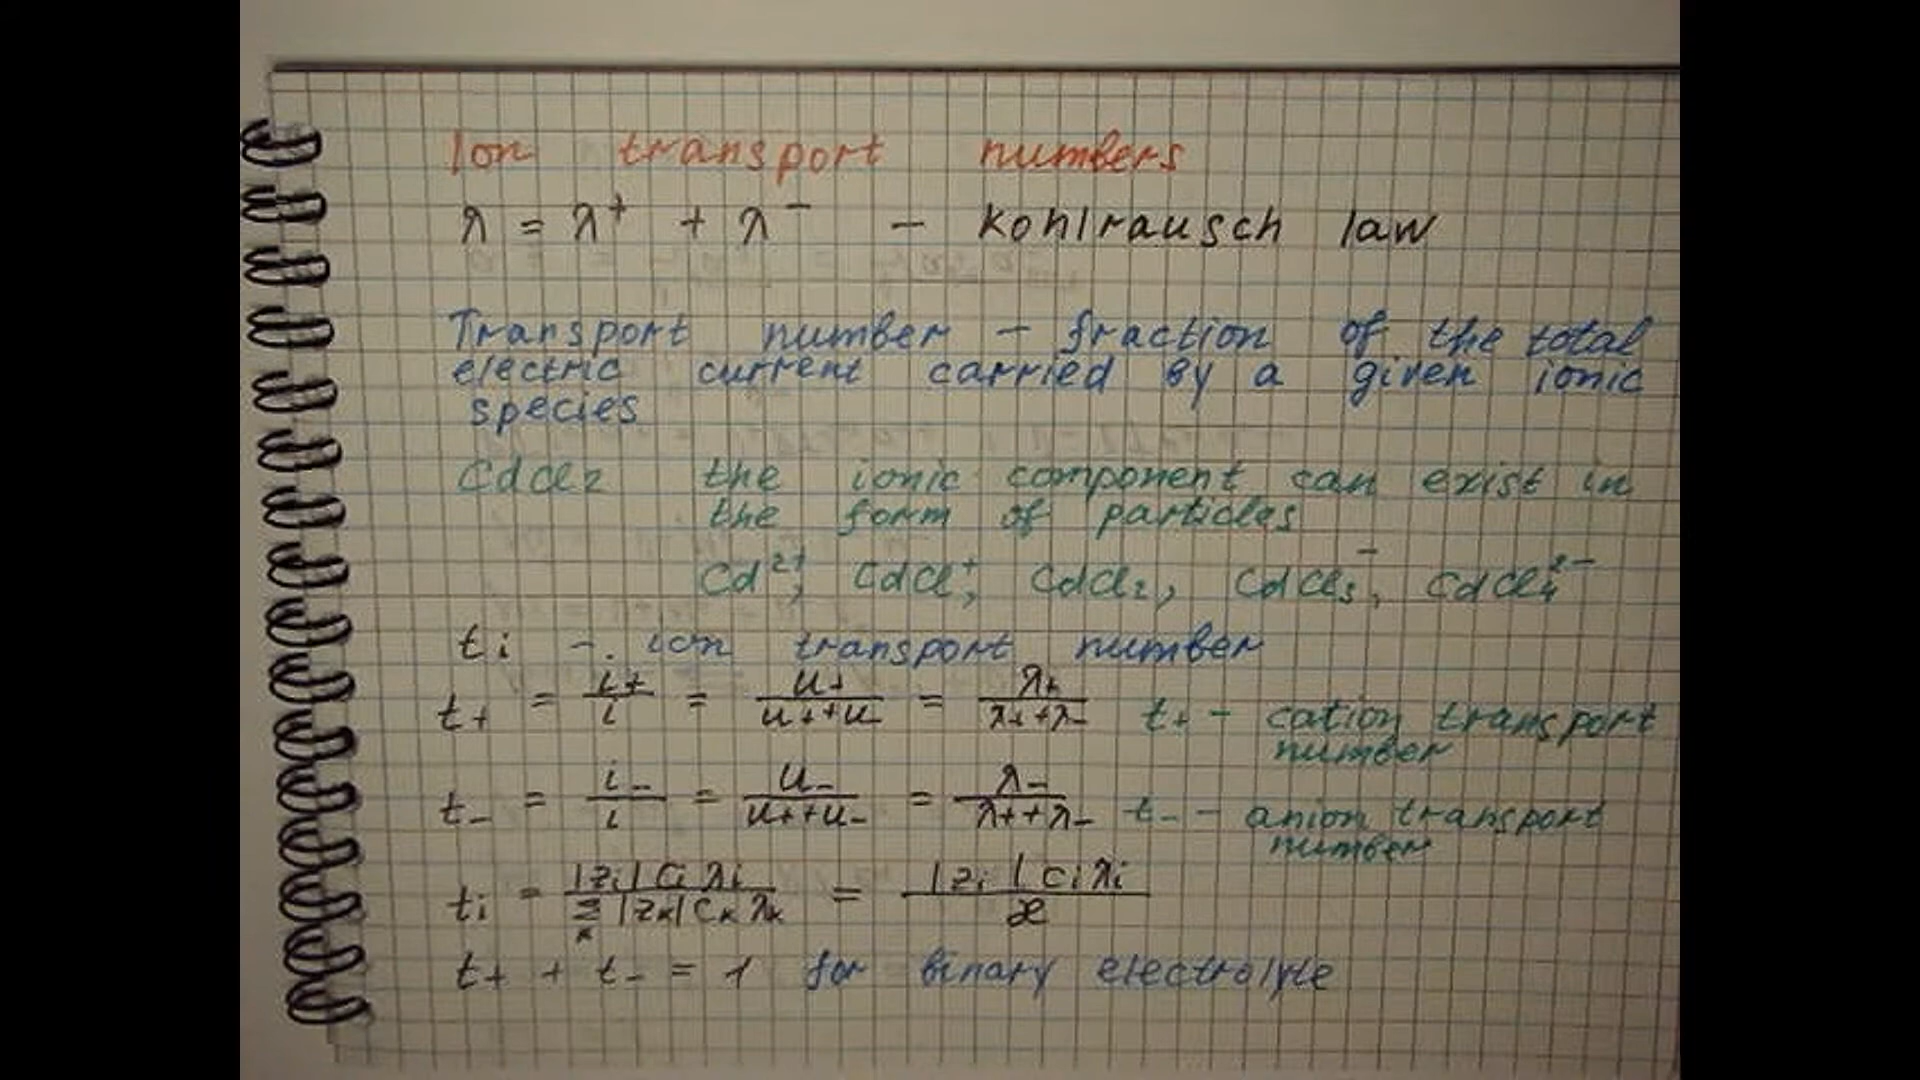 Ion transport numbers
λ = λ⁺ + λ⁻ – Kohlrausch law
Transport number – fraction of the total
electric current carried by a given ionic
species
CdCl₂ the ionic component can exist in
the form of particles
Cd²⁺, CdCl⁺, CdCl₂, CdCl₃⁻, CdCl₄²⁻
tᵢ – ion transport number
t₊ = i₊/i = u₊/(u₊+u₋) = λ₊/(λ₊+λ₋) t₊ – cation transport
number
t₋ = i₋/i = u₋/(u₊+u₋) = λ₋/(λ₊+λ₋) t₋ – anion transport
number
tᵢ = |zᵢ|cᵢλᵢ / Σₖ|zₖ|cₖλₖ = |zᵢ|cᵢλᵢ / æ
t₊ + t₋ = 1 for binary electrolyte